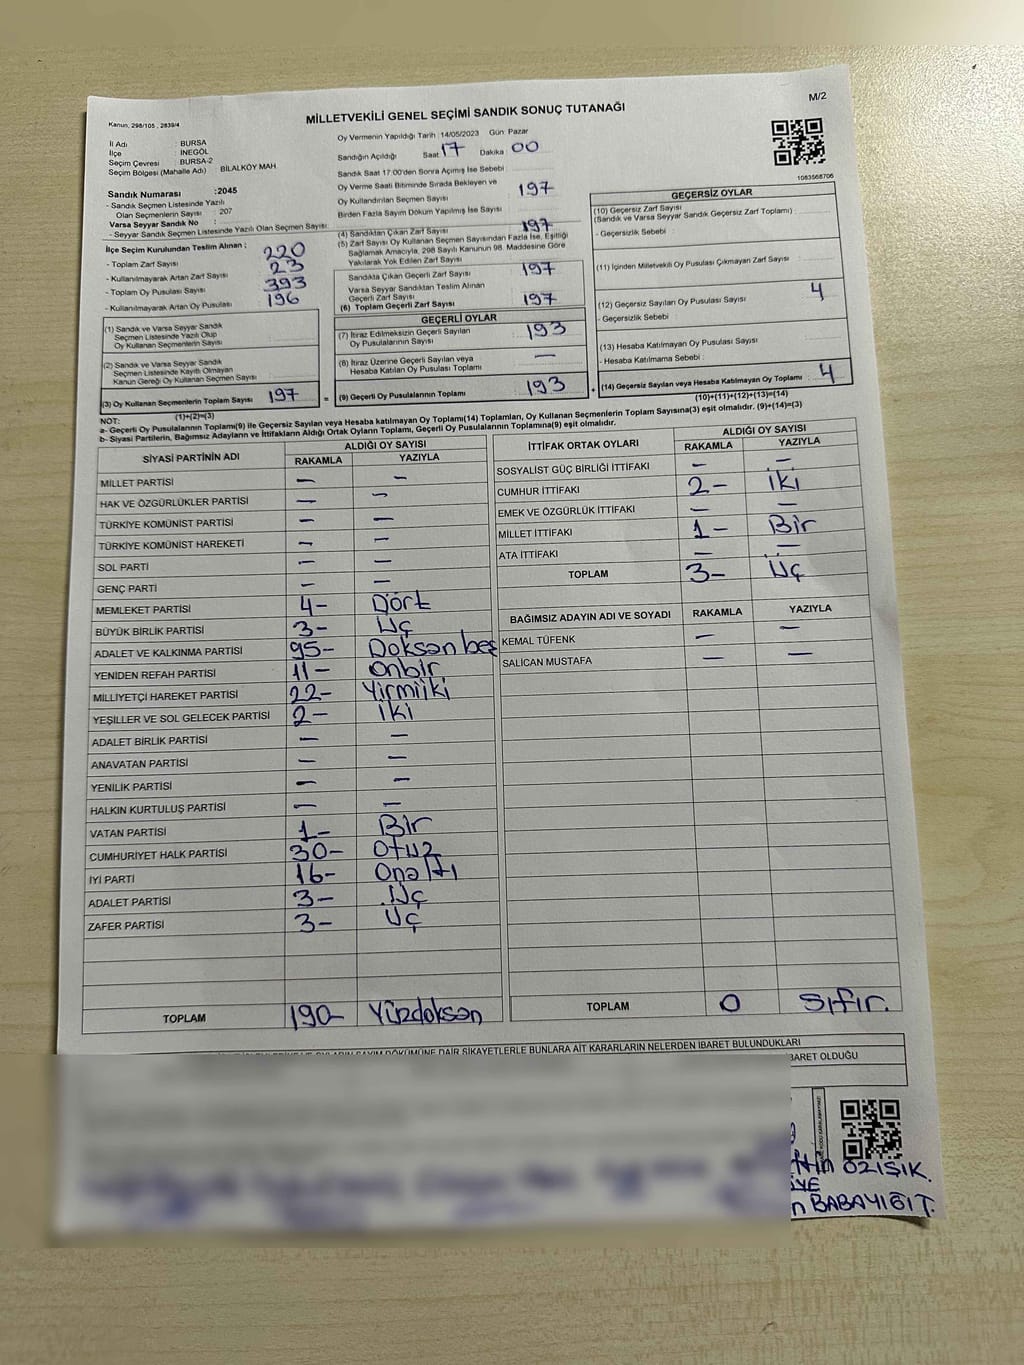 M/2
MİLLETVEKİLİ GENEL SEÇİMİ SANDIK SONUÇ TUTANAĞI
Kanun, 298/105 , 2839/4
İl Adı BURSA
İlçe İNEGÖL
Seçim Çevresi : BURSA-2
Seçim Bölgesi (Mahalle Adı) BİLALKÖY MAH
Sandık Numarası :2045
- Sandık Seçmen Listesinde Yazılı
Olan Seçmenlerin Sayısı : 207
Varsa Seyyar Sandık No :
- Seyyar Sandık Seçmen Listesinde Yazılı Olan Seçmen Sayısı:
İlçe Seçim Kurulundan Teslim Alınan ;
- Toplam Zarf Sayısı 220
- Kullanılmayarak Artan Zarf Sayısı 23
- Toplam Oy Pusulası Sayısı 393
- Kullanılmayarak Artan Oy Pusulası 196
(1) Sandık ve Varsa Seyyar Sandık
Seçmen Listesinde Yazılı Olup
Oy Kullanan Seçmenlerin Sayısı
(2) Sandık ve Varsa Seyyar Sandık
Seçmen Listesinde Kayıtlı Olmayan
Kanun Gereği Oy Kullanan Seçmen Sayısı
(3) Oy Kullanan Seçmenlerin Toplam Sayısı 197
(1)+(2)=(3)
Oy Vermenin Yapıldığı Tarih :14/05/2023 Gün: Pazar
Sandığın Açıldığı Saat 17 Dakika 00
Sandık Saat 17:00'den Sonra Açılmış İse Sebebi
Oy Verme Saati Bitiminde Sırada Bekleyen ve
Oy Kullandırılan Seçmen Sayısı 197
Birden Fazla Sayım Döküm Yapılmış İse Sayısı
(4) Sandıktan Çıkan Zarf Sayısı 197
(5) Zarf Sayısı Oy Kullanan Seçmen Sayısından Fazla İse, Eşitliği
Sağlamak Amacıyla, 298 Sayılı Kanunun 98. Maddesine Göre
Yakılarak Yok Edilen Zarf Sayısı
Sandıkta Çıkan Geçerli Zarf Sayısı 197
Varsa Seyyar Sandıktan Teslim Alınan
Geçerli Zarf Sayısı
(6) Toplam Geçerli Zarf Sayısı 197
GEÇERLİ OYLAR
(7) İtiraz Edilmeksizin Geçerli Sayılan
Oy Pusulalarının Sayısı 193
(8) İtiraz Üzerine Geçerli Sayılan veya
Hesaba Katılan Oy Pusulası Toplamı —
= (9) Geçerli Oy Pusulalarının Toplamı 193
1083568706
GEÇERSİZ OYLAR
(10) Geçersiz Zarf Sayısı
(Sandık ve Varsa Seyyar Sandık Geçersiz Zarf Toplamı) :
- Geçersizlik Sebebi :
(11) İçinden Milletvekili Oy Pusulası Çıkmayan Zarf Sayısı :
(12) Geçersiz Sayılan Oy Pusulası Sayısı 4
- Geçersizlik Sebebi :
(13) Hesaba Katılmayan Oy Pusulası Sayısı
- Hesaba Katılmama Sebebi :
+ (14) Geçersiz Sayılan veya Hesaba Katılmayan Oy Toplamı 4
(10)+(11)+(12)+(13)=(14)
NOT:
a- Geçerli Oy Pusulalarının Toplamı(9) ile Geçersiz Sayılan veya Hesaba Katılmayan Oy Toplamı(14) Toplamları, Oy Kullanan Seçmenlerin Toplam Sayısına(3) eşit olmalıdır. (9)+(14)=(3)
b- Siyasi Partilerin, Bağımsız Adayların ve İttifakların Aldığı Ortak Oyların Toplamı, Geçerli Oy Pusulalarının Toplamına(9) eşit olmalıdır.
SİYASİ PARTİNİN ADI ALDIĞI OY SAYISI
RAKAMLA YAZIYLA
MİLLET PARTİSİ — —
HAK VE ÖZGÜRLÜKLER PARTİSİ — —
TÜRKİYE KOMÜNİST PARTİSİ — —
TÜRKİYE KOMÜNİST HAREKETİ — —
SOL PARTİ — —
GENÇ PARTİ — —
MEMLEKET PARTİSİ 4- Dört
BÜYÜK BİRLİK PARTİSİ 3- Üç
ADALET VE KALKINMA PARTİSİ 95- Doksan beş
YENİDEN REFAH PARTİSİ 11- Onbir
MİLLİYETÇİ HAREKET PARTİSİ 22- Yirmiiki
YEŞİLLER VE SOL GELECEK PARTİSİ 2- İki
ADALET BİRLİK PARTİSİ — —
ANAVATAN PARTİSİ — —
YENİLİK PARTİSİ — —
HALKIN KURTULUŞ PARTİSİ — —
VATAN PARTİSİ 1- Bir
CUMHURİYET HALK PARTİSİ 30- Otuz
İYİ PARTİ 16- Onaltı
ADALET PARTİSİ 3- Üç
ZAFER PARTİSİ 3- Üç
TOPLAM 190- Yüzdoksan
İTTİFAK ORTAK OYLARI ALDIĞI OY SAYISI
RAKAMLA YAZIYLA
SOSYALİST GÜÇ BİRLİĞİ İTTİFAKI — —
CUMHUR İTTİFAKI 2- İki
EMEK VE ÖZGÜRLÜK İTTİFAKI — —
MİLLET İTTİFAKI 1- Bir
ATA İTTİFAKI — —
TOPLAM 3- Üç
BAĞIMSIZ ADAYIN ADI VE SOYADI RAKAMLA YAZIYLA
KEMAL TÜFENK — —
SALİCAN MUSTAFA — —
TOPLAM 0 Sıfır.
DÖKÜMÜNE DAİR ŞİKAYETLERLE BUNLARA AİT KARARLARIN NELERDEN İBARET BULUNDUKLARI
İBARET OLDUĞU
ÖZIŞIK.
BABAYİĞİT.